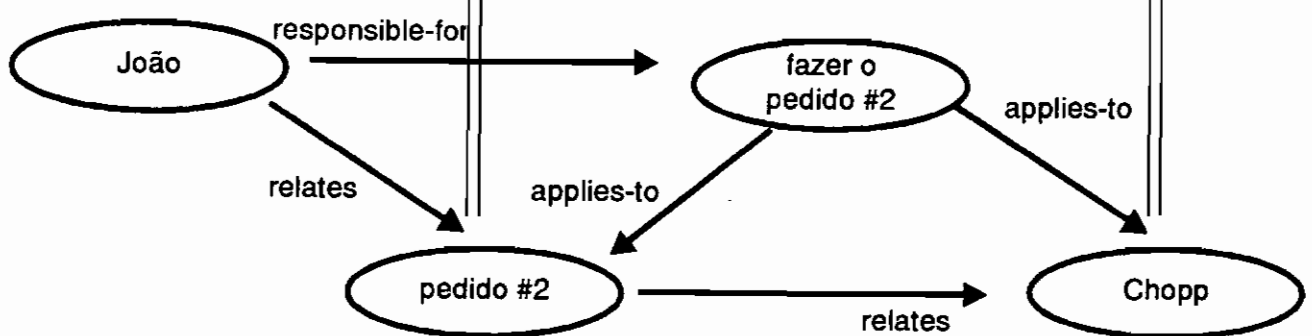 responsible-for
João
fazer o
pedido #2
applies-to
relates
applies-to
pedido #2
Chopp
relates